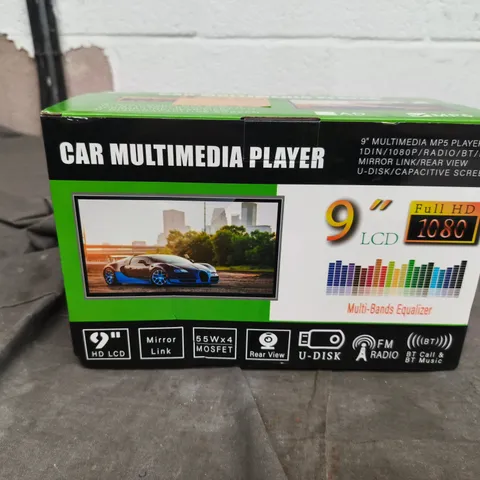 CAR MULTIMEDIA PLAYER
9" MULTIMEDIA MP5 PLAYER
1DIN/1080P/RADIO/BT/
MIRROR LINK/REAR VIEW
U-DISK/CAPACITIVE SCREE
9" LCD
Full HD
1080
Multi-Bands Equalizer
9"
HD LCD
Mirror
Link
55Wx4
MOSFET
Rear View
U-DISK
FM
RADIO
(((BT)))
BT Call &
BT Music